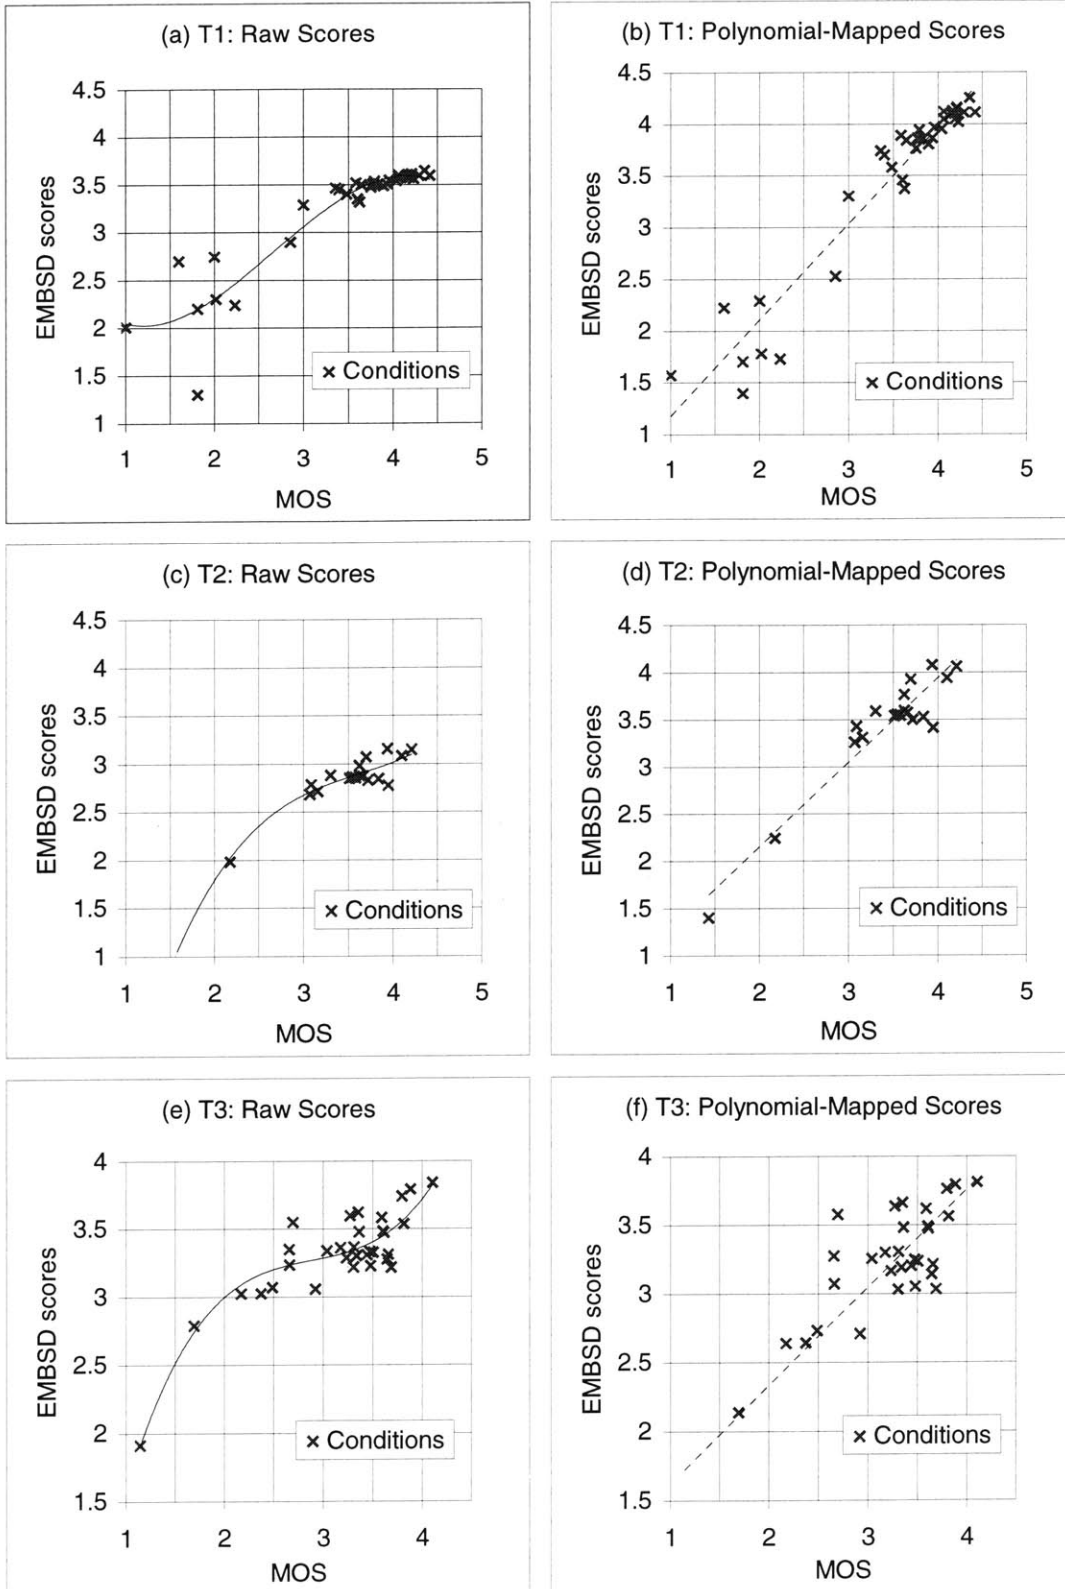 (a) T1: Raw Scores
4.5
4
3.5
3
2.5
2
1.5
1
EMBSD scores
× Conditions
1 2 3 4 5
MOS
(b) T1: Polynomial-Mapped Scores
4.5
4
3.5
3
2.5
2
1.5
1
EMBSD scores
× Conditions
1 2 3 4 5
MOS
(c) T2: Raw Scores
4.5
4
3.5
3
2.5
2
1.5
1
EMBSD scores
× Conditions
1 2 3 4 5
MOS
(d) T2: Polynomial-Mapped Scores
4.5
4
3.5
3
2.5
2
1.5
1
EMBSD scores
× Conditions
1 2 3 4 5
MOS
(e) T3: Raw Scores
4
3.5
3
2.5
2
1.5
EMBSD scores
× Conditions
1 2 3 4
MOS
(f) T3: Polynomial-Mapped Scores
4
3.5
3
2.5
2
1.5
EMBSD scores
× Conditions
1 2 3 4
MOS